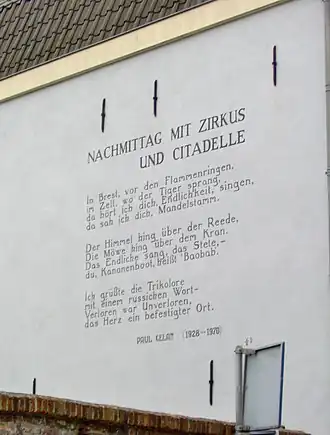 NACHMITTAG MIT ZIRKUS
UND CITADELLE
In Brest, vor den Flammenringen,
im Zelt, wo der Tiger sprang,
da hört ich dich, Endlichkeit, singen,
da sah ich dich, Mandelstamm.
Der Himmel hing über der Reede,
Die Möwe hing über dem Kran.
Das Endliche sang, das Stete,-
du, Kanonenboot, heißt "Baobab".
Ich grüßte die Trikolore
mit einem russichen Wort-
Verloren war Unverloren,
das Herz ein befestigter Ort.
PAUL CELAN (1920-1970)